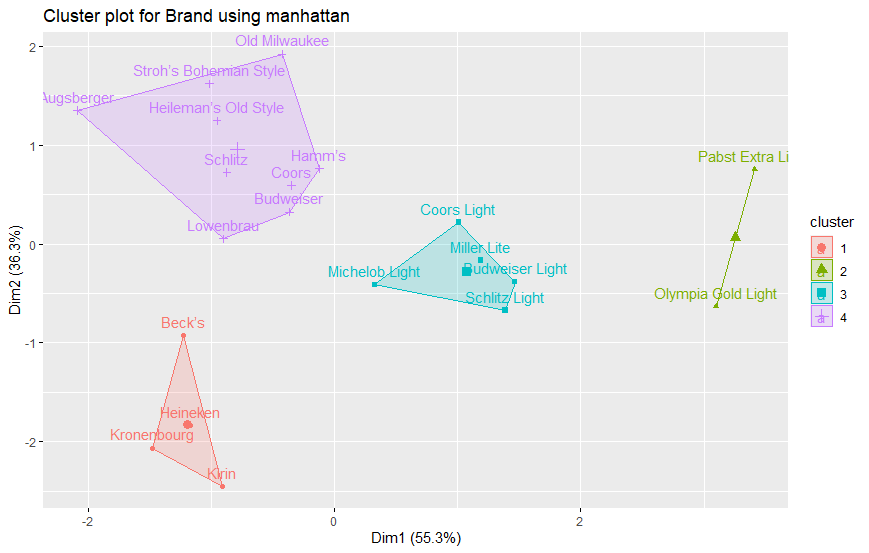 Cluster plot for Brand using manhattan
Old Milwaukee
Stroh's Bohemian Style
Augsberger
Heileman's Old Style
Hamm's
Schlitz
Coors
Budweiser
Lowenbrau
Pabst Extra Li
Coors Light
Miller Lite
Michelob Light
Budweiser Light
Schlitz Light
Olympia Gold Light
Beck's
Heineken
Kronenbourg
Kirin
2
1
0
-1
-2
Dim2 (36.3%)
-2
0
2
Dim1 (55.3%)
cluster
a 1
a 2
a 3
a 4